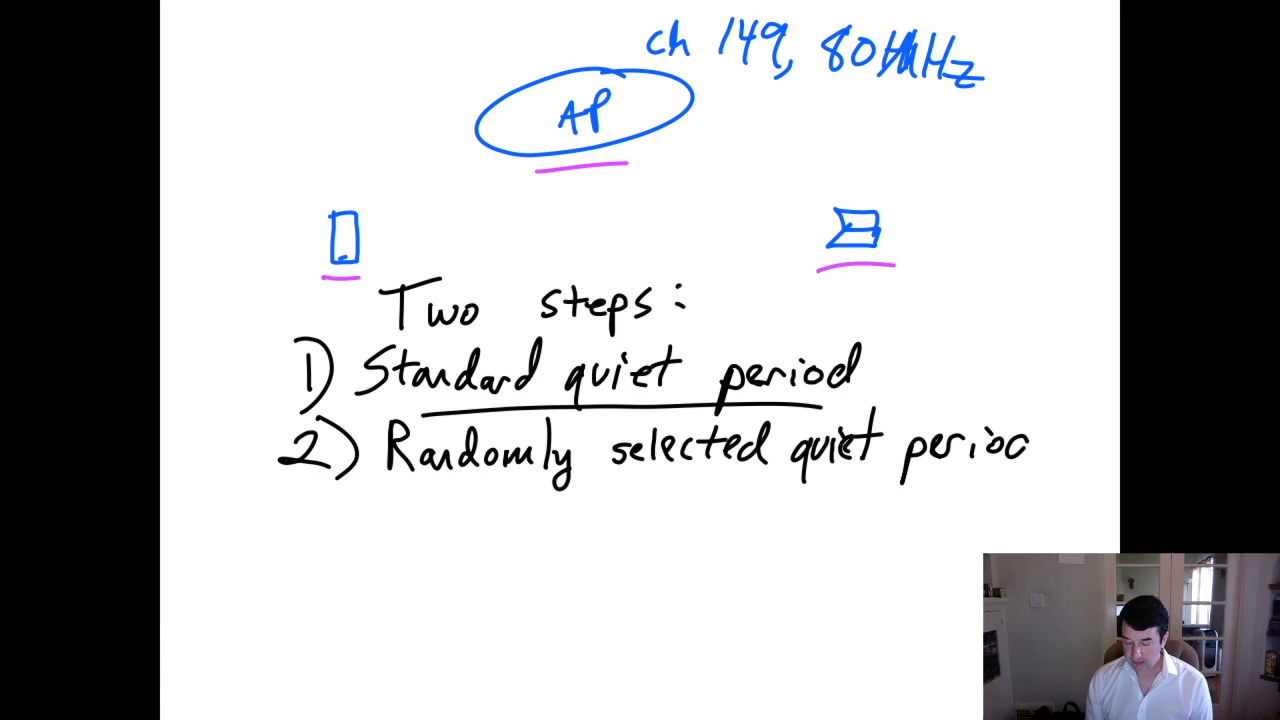 ch 149, 80MHz
AP
Two steps:
1) Standard quiet period
2) Randomly selected quiet perioc